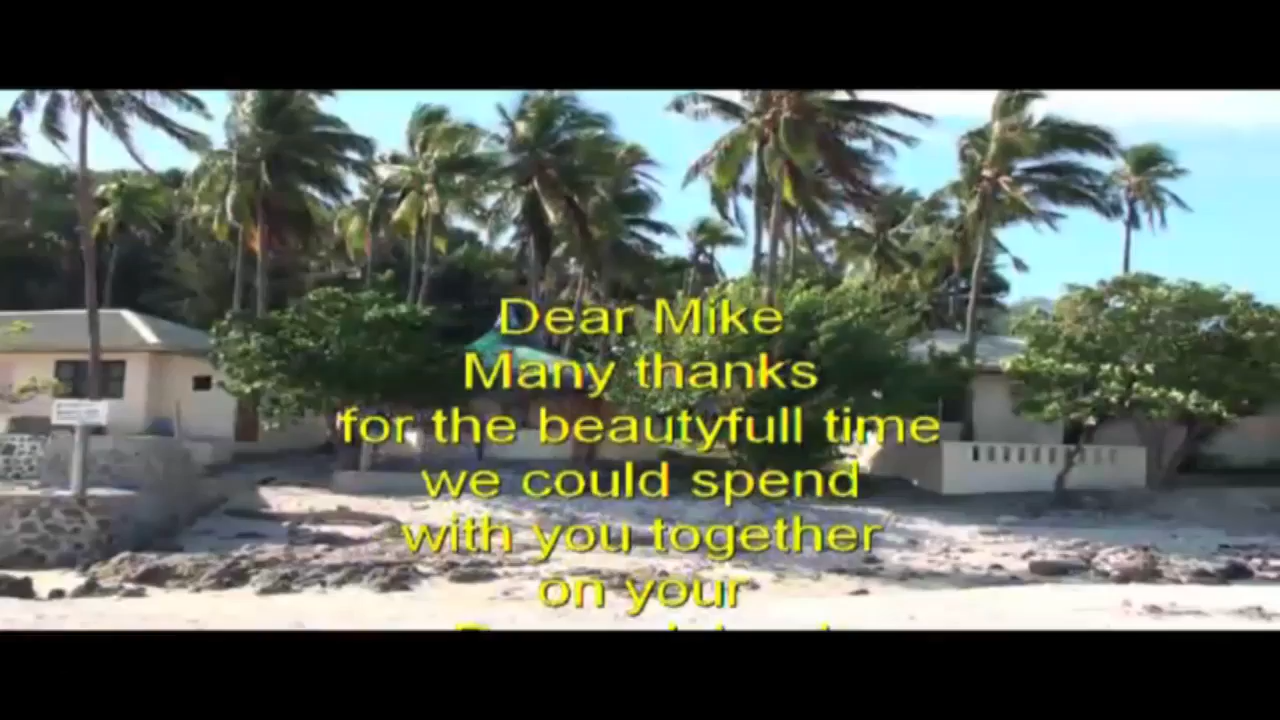 Dear Mike
Many thanks
for the beautyfull time
we could spend
with you together
on your